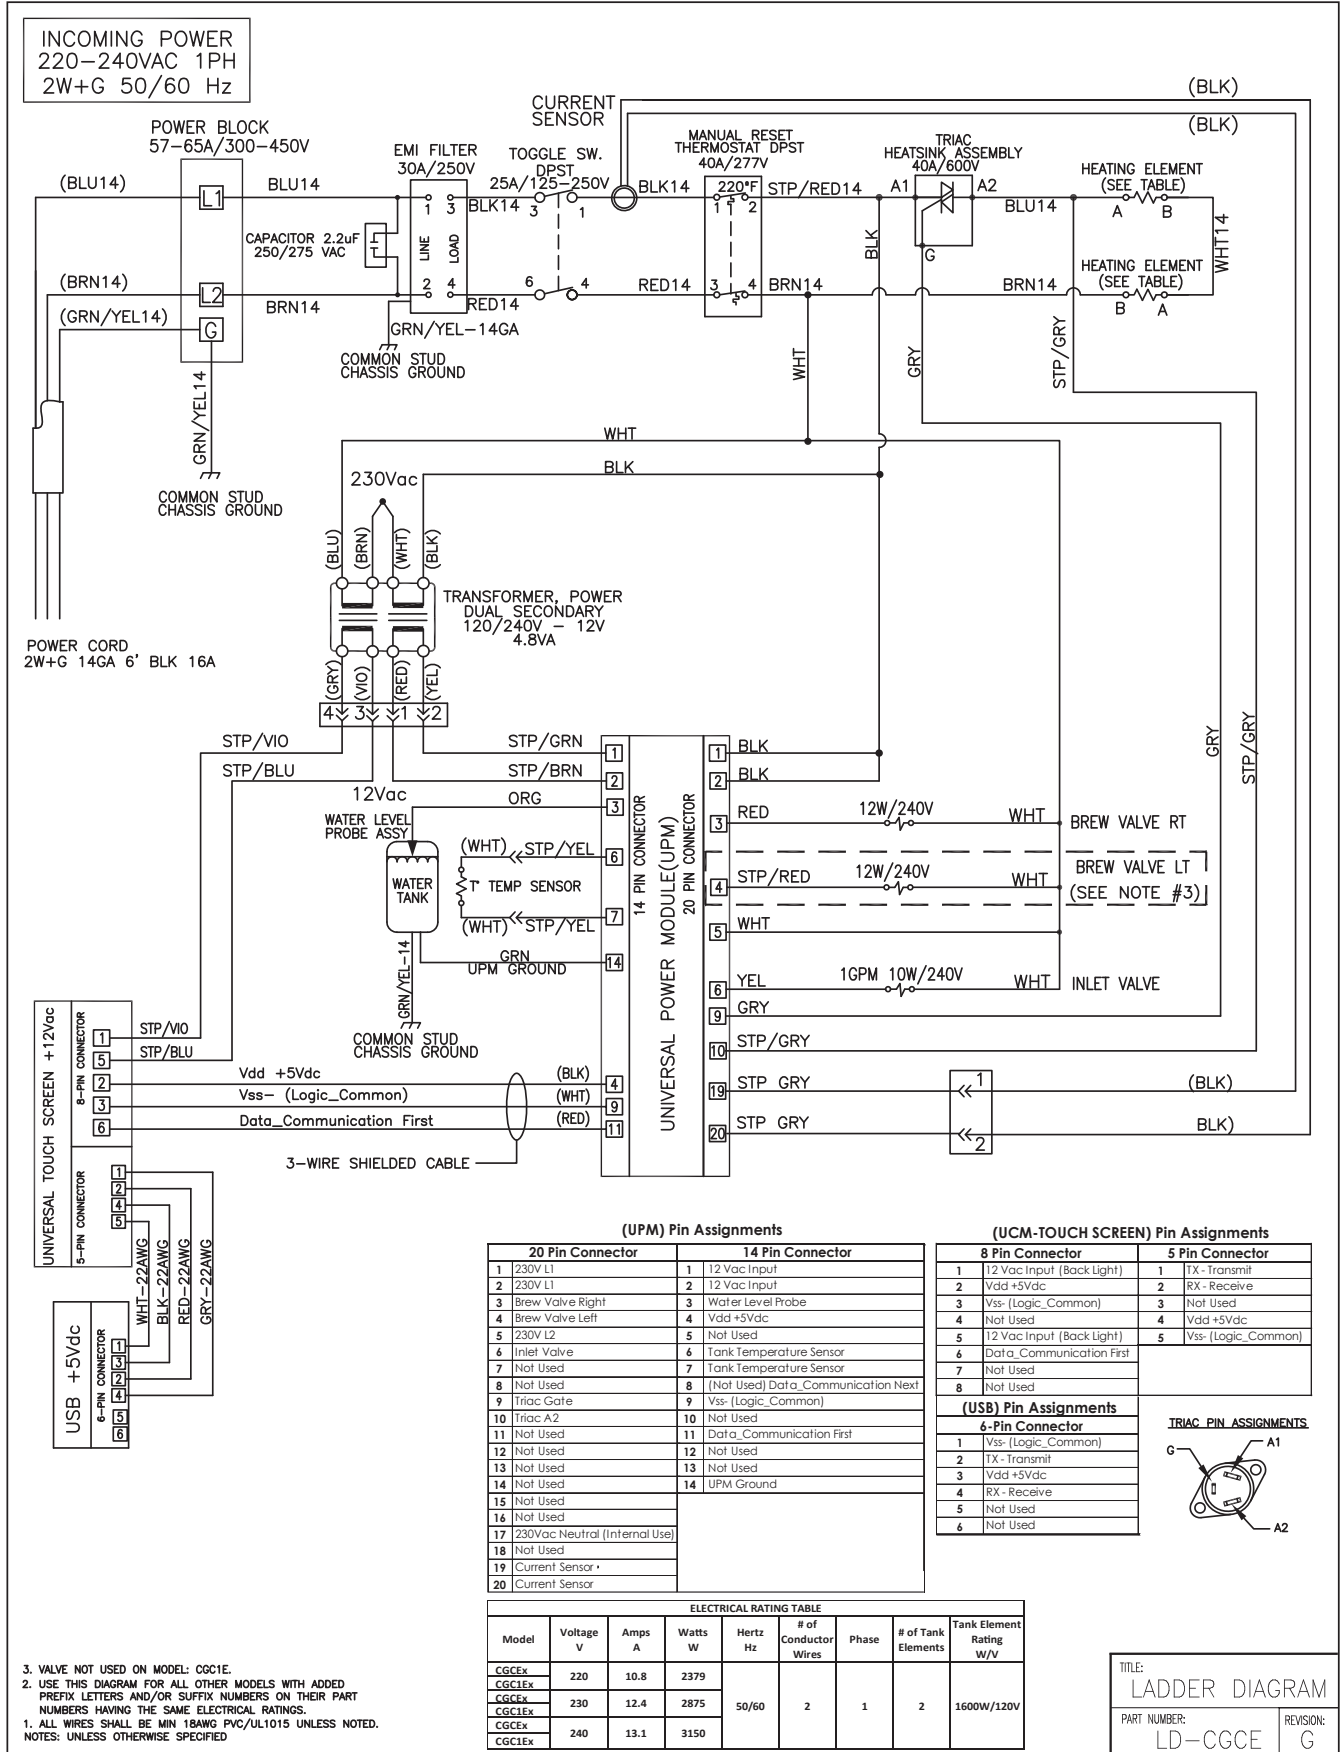 INCOMING POWER
220-240VAC 1PH
2W+G 50/60 Hz
POWER BLOCK
57-65A/300-450V
(BLU14)
L1
BLU14
(BRN14)
L2
BRN14
(GRN/YEL14)
G
GRN/YEL14
COMMON STUD
CHASSIS GROUND
POWER CORD
2W+G 14GA 6' BLK 16A
CAPACITOR 2.2uF
250/275 VAC
EMI FILTER
30A/250V
1 3
LINE
LOAD
2 4
BLK14
RED14
GRN/YEL-14GA
COMMON STUD
CHASSIS GROUND
TOGGLE SW.
DPST
25A/125-250V
3 1
6 4
CURRENT
SENSOR
(BLK)
(BLK)
BLK14
RED14
MANUAL RESET
THERMOSTAT DPST
40A/277V
220°F
1 2
3 4
STP/RED14
BRN14
TRIAC
HEATSINK ASSEMBLY
40A/600V
A1 A2
G
BLK
BLU14
HEATING ELEMENT
(SEE TABLE)
A B
WHT14
BRN14
HEATING ELEMENT
(SEE TABLE)
B A
WHT
GRY
STP/GRY
WHT
BLK
230Vac
(BLU)
(BRN)
(WHT)
(BLK)
TRANSFORMER, POWER
DUAL SECONDARY
120/240V - 12V
4.8VA
(GRY)
(VIO)
(RED)
(YEL)
4 3 1 2
STP/VIO
STP/BLU
12Vac
STP/GRN
STP/BRN
ORG
WATER LEVEL
PROBE ASSY
WATER
TANK
(WHT) STP/YEL
T° TEMP SENSOR
(WHT) STP/YEL
GRN
UPM GROUND
GRN/YEL-14
COMMON STUD
CHASSIS GROUND
1
2
3
6
7
14
4
9
11
14 PIN CONNECTOR
UNIVERSAL POWER MODULE(UPM)
20 PIN CONNECTOR
1 BLK
2 BLK
3 RED 12W/240V WHT BREW VALVE RT
4 STP/RED 12W/240V WHT BREW VALVE LT
(SEE NOTE #3)
5 WHT
6 YEL 1GPM 10W/240V WHT INLET VALVE
9 GRY
10 STP/GRY
19 STP GRY 1 (BLK)
20 STP GRY 2 BLK)
GRY
STP/GRY
UNIVERSAL TOUCH SCREEN +12Vac
8-PIN CONNECTOR
1 STP/VIO
5 STP/BLU
2 Vdd +5Vdc (BLK)
3 Vss- (Logic_Common) (WHT)
6 Data_Communication First (RED)
3-WIRE SHIELDED CABLE
5-PIN CONNECTOR
1
2
4
5
WHT-22AWG
BLK-22AWG
RED-22AWG
GRY-22AWG
USB +5Vdc
6-PIN CONNECTOR
1
3
2
4
5
6
(UPM) Pin Assignments
20 Pin Connector 14 Pin Connector
1 230V L1 1 12 Vac Input
2 230V L1 2 12 Vac Input
3 Brew Valve Right 3 Water Level Probe
4 Brew Valve Left 4 Vdd +5Vdc
5 230V L2 5 Not Used
6 Inlet Valve 6 Tank Temperature Sensor
7 Not Used 7 Tank Temperature Sensor
8 Not Used 8 (Not Used) Data_Communication Next
9 Triac Gate 9 Vss- (Logic_Common)
10 Triac A2 10 Not Used
11 Not Used 11 Data_Communication First
12 Not Used 12 Not Used
13 Not Used 13 Not Used
14 Not Used 14 UPM Ground
15 Not Used
16 Not Used
17 230Vac Neutral (Internal Use)
18 Not Used
19 Current Sensor •
20 Current Sensor
(UCM-TOUCH SCREEN) Pin Assignments
8 Pin Connector 5 Pin Connector
1 12 Vac Input (Back Light) 1 TX - Transmit
2 Vdd +5Vdc 2 RX - Receive
3 Vss- (Logic_Common) 3 Not Used
4 Not Used 4 Vdd +5Vdc
5 12 Vac Input (Back Light) 5 Vss- (Logic_Common)
6 Data_Communication First
7 Not Used
8 Not Used
(USB) Pin Assignments
6-Pin Connector
1 Vss- (Logic_Common)
2 TX - Transmit
3 Vdd +5Vdc
4 RX - Receive
5 Not Used
6 Not Used
TRIAC PIN ASSIGNMENTS
G
A1
A2
ELECTRICAL RATING TABLE
Model Voltage V Amps A Watts W Hertz Hz # of Conductor Wires Phase # of Tank Elements Tank Element Rating W/V
CGCEx
CGC1Ex 220 10.8 2379
CGCEx
CGC1Ex 230 12.4 2875 50/60 2 1 2 1600W/120V
CGCEx
CGC1Ex 240 13.1 3150
3. VALVE NOT USED ON MODEL: CGC1E.
2. USE THIS DIAGRAM FOR ALL OTHER MODELS WITH ADDED
PREFIX LETTERS AND/OR SUFFIX NUMBERS ON THEIR PART
NUMBERS HAVING THE SAME ELECTRICAL RATINGS.
1. ALL WIRES SHALL BE MIN 18AWG PVC/UL1015 UNLESS NOTED.
NOTES: UNLESS OTHERWISE SPECIFIED
TITLE:
LADDER DIAGRAM
PART NUMBER:
LD-CGCE
REVISION:
G